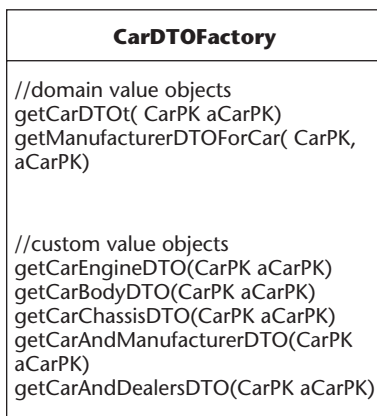 CarDTOFactory
//domain value objects
getCarDTOt( CarPK aCarPK)
getManufacturerDTOForCar( CarPK,
aCarPK)
//custom value objects
getCarEngineDTO(CarPK aCarPK)
getCarBodyDTO(CarPK aCarPK)
getCarChassisDTO(CarPK aCarPK)
getCarAndManufacturerDTO(CarPK
aCarPK)
getCarAndDealersDTO(CarPK aCarPK)